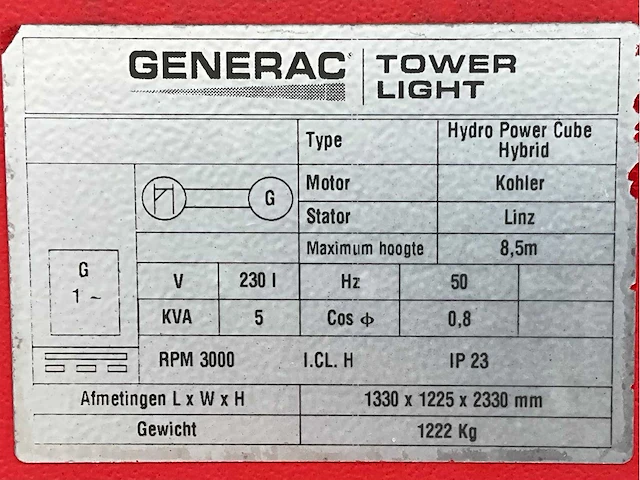 GENERAC TOWER LIGHT
Type Hydro Power Cube Hybrid
Motor Kohler
G
Stator Linz
Maximum hoogte 8,5m
G
1 ~
V 230 I Hz 50
KVA 5 Cos ϕ 0,8
RPM 3000 I.CL. H IP 23
Afmetingen L x W x H 1330 x 1225 x 2330 mm
Gewicht 1222 Kg